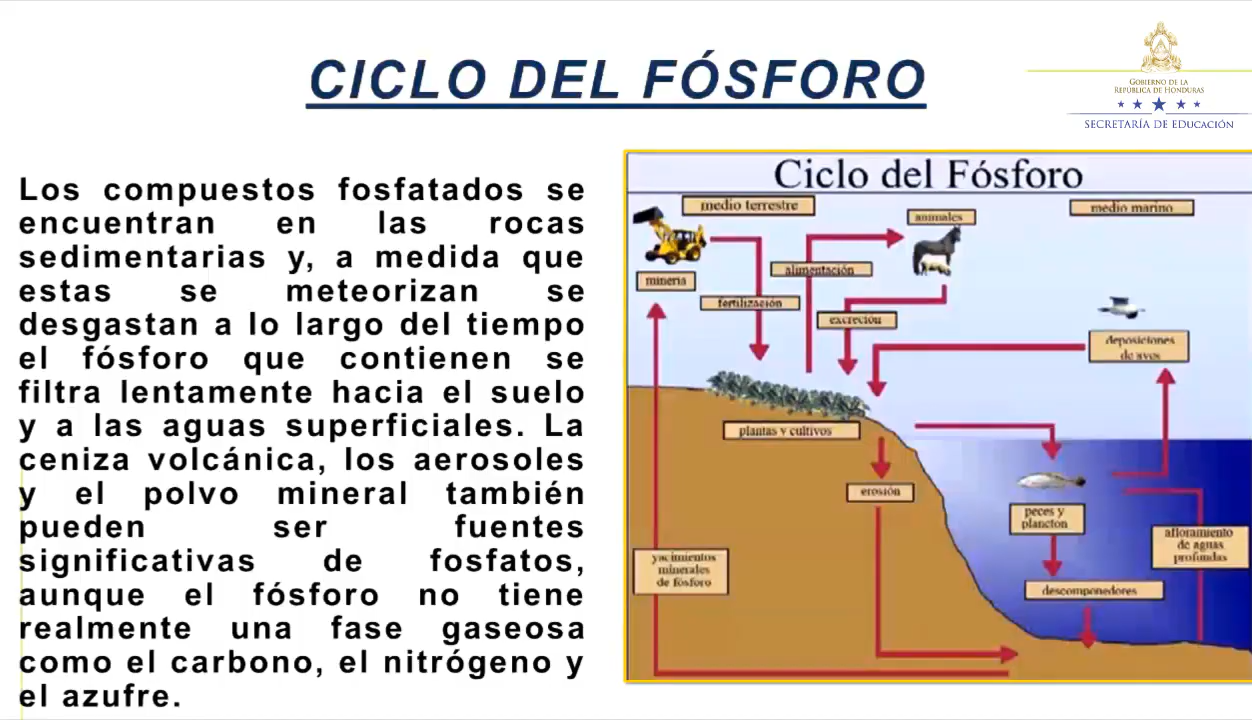 CICLO DEL FÓSFORO
GOBIERNO DE LA
REPÚBLICA DE HONDURAS
SECRETARÍA DE EDUCACIÓN
Los compuestos fosfatados se
encuentran en las rocas
sedimentarias y, a medida que
estas se meteorizan se
desgastan a lo largo del tiempo
el fósforo que contienen se
filtra lentamente hacia el suelo
y a las aguas superficiales. La
ceniza volcánica, los aerosoles
y el polvo mineral también
pueden ser fuentes
significativas de fosfatos,
aunque el fósforo no tiene
realmente una fase gaseosa
como el carbono, el nitrógeno y
el azufre.
Ciclo del Fósforo
medio terrestre
animales
medio marino
alimentación
minería
fertilización
excreción
deposiciones
de aves
plantas y cultivos
erosión
peces y
plancton
afloramiento
de aguas
profundas
yacimientos
minerales
de fósforo
descomponedores